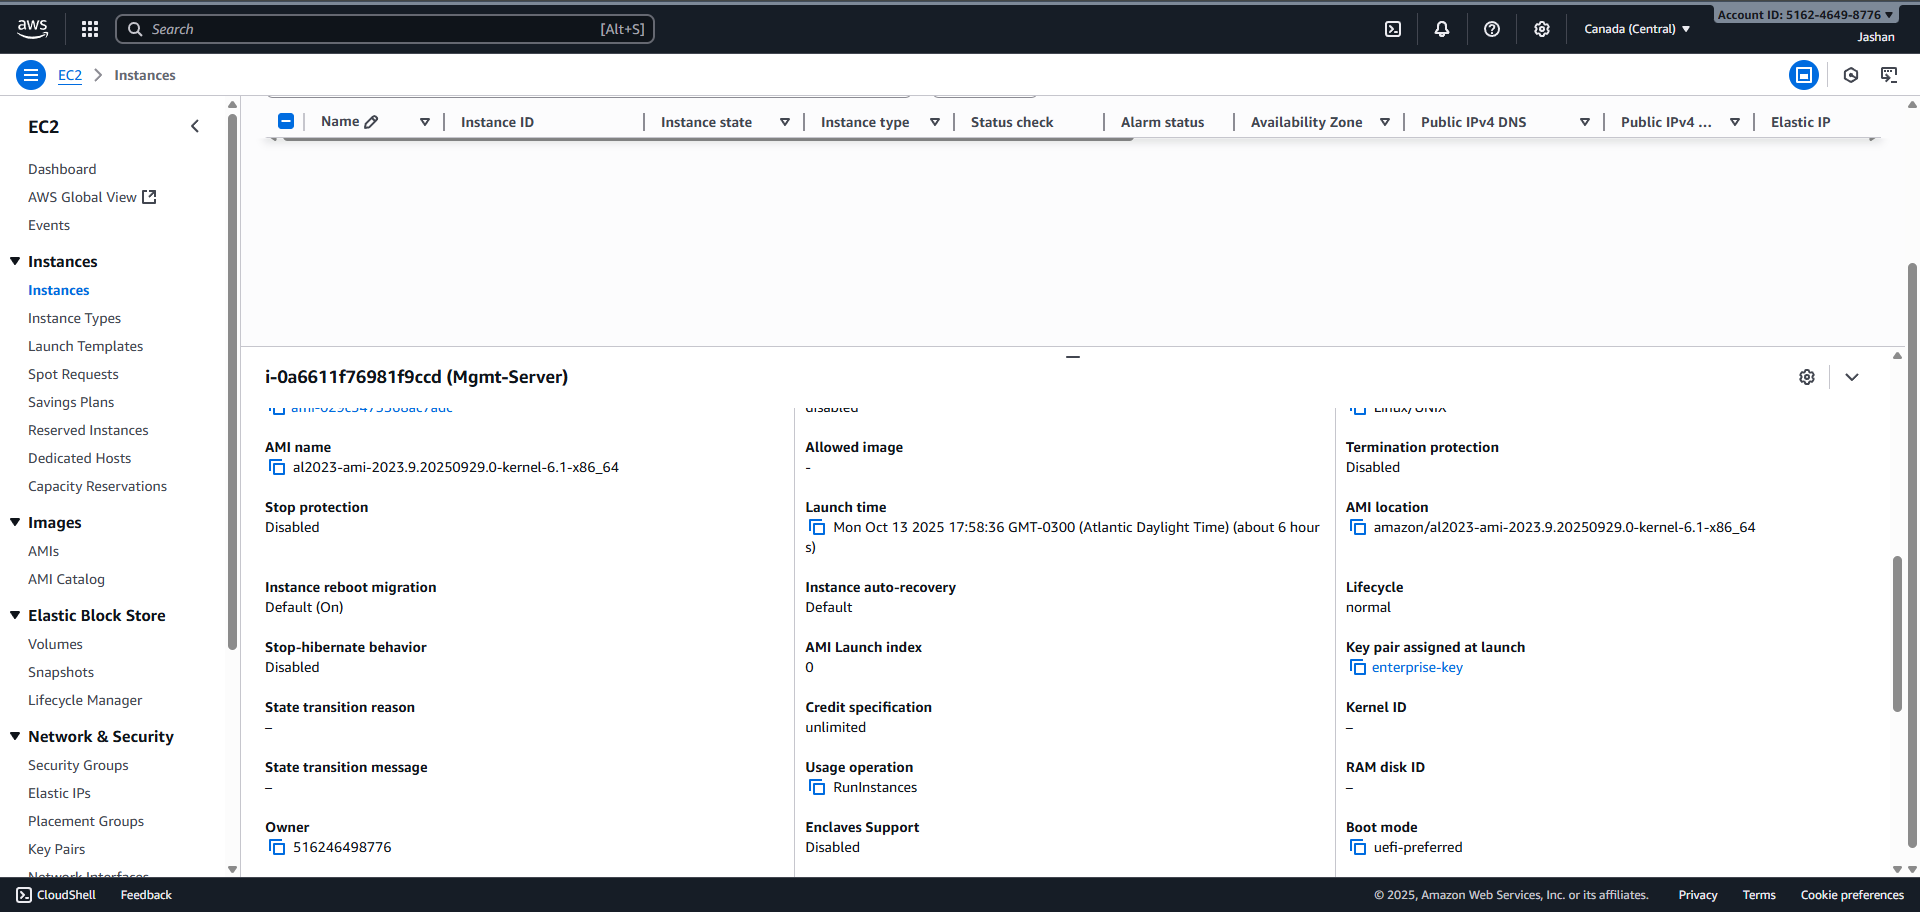 aws
Search [Alt+S]
Canada (Central)
Account ID: 5162-4649-8776
Jashan
EC2 Instances
EC2
Dashboard
AWS Global View
Events
Instances
Instances
Instance Types
Launch Templates
Spot Requests
Savings Plans
Reserved Instances
Dedicated Hosts
Capacity Reservations
Images
AMIs
AMI Catalog
Elastic Block Store
Volumes
Snapshots
Lifecycle Manager
Network & Security
Security Groups
Elastic IPs
Placement Groups
Key Pairs
Network Interfaces
Name Instance ID Instance state Instance type Status check Alarm status Availability Zone Public IPv4 DNS Public IPv4 ... Elastic IP
i-0a6611f76981f9ccd (Mgmt-Server)
disabled
Linux/UNIX
AMI name
al2023-ami-2023.9.20250929.0-kernel-6.1-x86_64
Allowed image
-
Termination protection
Disabled
Stop protection
Disabled
Launch time
Mon Oct 13 2025 17:58:36 GMT-0300 (Atlantic Daylight Time) (about 6 hour
s)
AMI location
amazon/al2023-ami-2023.9.20250929.0-kernel-6.1-x86_64
Instance reboot migration
Default (On)
Instance auto-recovery
Default
Lifecycle
normal
Stop-hibernate behavior
Disabled
AMI Launch index
0
Key pair assigned at launch
enterprise-key
State transition reason
–
Credit specification
unlimited
Kernel ID
–
State transition message
–
Usage operation
RunInstances
RAM disk ID
–
Owner
516246498776
Enclaves Support
Disabled
Boot mode
uefi-preferred
CloudShell Feedback
© 2025, Amazon Web Services, Inc. or its affiliates. Privacy Terms Cookie preferences